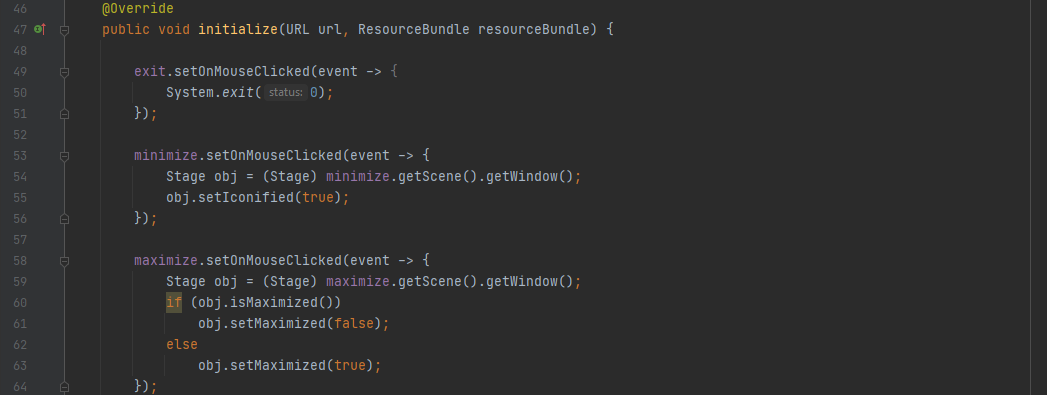 46 @Override
47 public void initialize(URL url, ResourceBundle resourceBundle) {
48
49 exit.setOnMouseClicked(event -> {
50 System.exit( status: 0);
51 });
52
53 minimize.setOnMouseClicked(event -> {
54 Stage obj = (Stage) minimize.getScene().getWindow();
55 obj.setIconified(true);
56 });
57
58 maximize.setOnMouseClicked(event -> {
59 Stage obj = (Stage) maximize.getScene().getWindow();
60 if (obj.isMaximized())
61 obj.setMaximized(false);
62 else
63 obj.setMaximized(true);
64 });